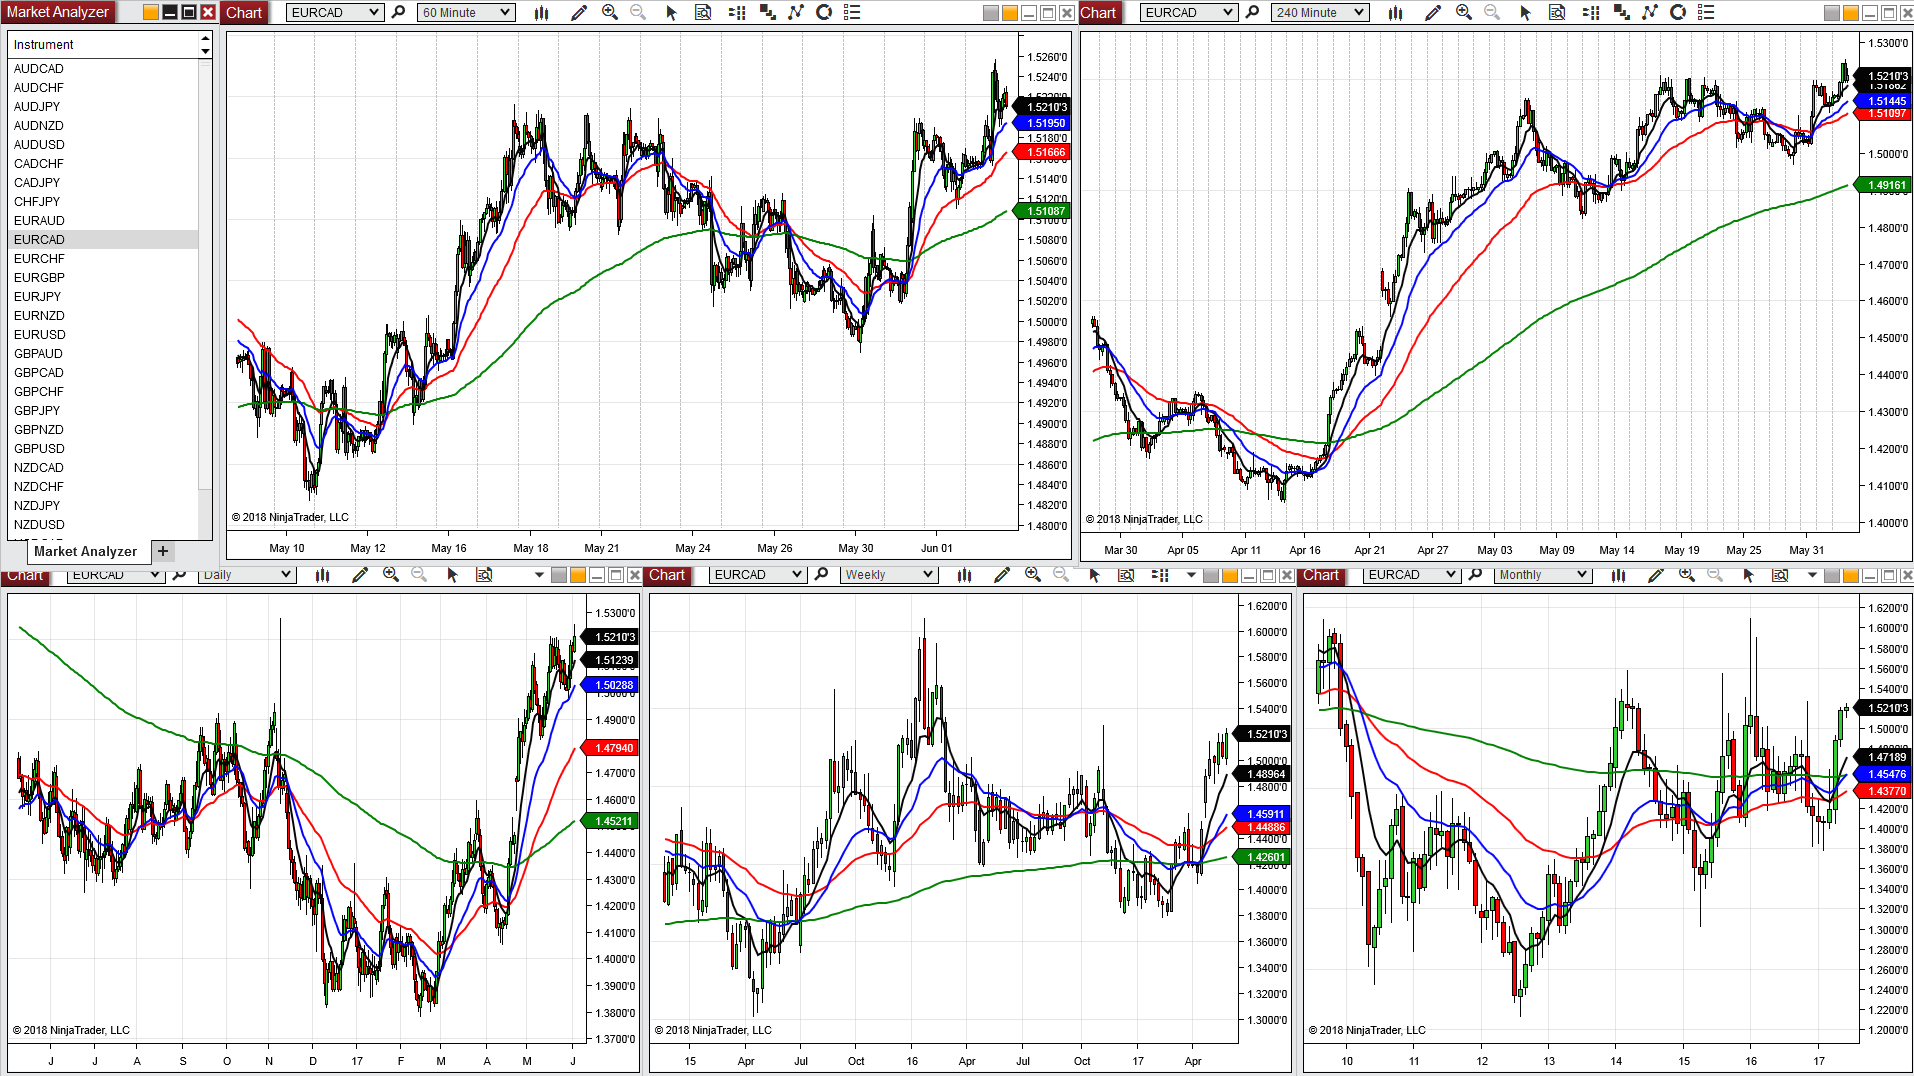 Market Analyzer
Instrument
AUDCAD
AUDCHF
AUDJPY
AUDNZD
AUDUSD
CADCHF
CADJPY
CHFJPY
EURAUD
EURCAD
EURCHF
EURGBP
EURJPY
EURNZD
EURUSD
GBPAUD
GBPCAD
GBPCHF
GBPJPY
GBPNZD
GBPUSD
NZDCAD
NZDCHF
NZDJPY
NZDUSD
Market Analyzer +
Chart EURCAD 60 Minute
1.5260'0
1.5240'0
1.5210'3
1.51950
1.5180'0
1.51666
1.5140'0
1.5120'0
1.51087
1.5100'0
1.5080'0
1.5060'0
1.5040'0
1.5020'0
1.5000'0
1.4980'0
1.4960'0
1.4940'0
1.4920'0
1.4900'0
1.4880'0
1.4860'0
1.4840'0
1.4820'0
1.4800'0
© 2018 NinjaTrader, LLC
May 10 May 12 May 16 May 18 May 21 May 24 May 26 May 30 Jun 01
Chart EURCAD 240 Minute
1.5300'0
1.5210'3
1.51445
1.51097
1.5000'0
1.49161
1.4800'0
1.4700'0
1.4600'0
1.4500'0
1.4400'0
1.4300'0
1.4200'0
1.4100'0
1.4000'0
© 2018 NinjaTrader, LLC
Mar 30 Apr 05 Apr 11 Apr 16 Apr 21 Apr 27 May 03 May 09 May 14 May 19 May 25 May 31
Chart EURCAD Daily
1.5300'0
1.5210'3
1.51239
1.50288
1.4900'0
1.47940
1.4700'0
1.4600'0
1.45211
1.4400'0
1.4300'0
1.4200'0
1.4100'0
1.4000'0
1.3900'0
1.3800'0
1.3700'0
© 2018 NinjaTrader, LLC
J J A S O N D 17 F M A M J
Chart EURCAD Weekly
1.6200'0
1.6000'0
1.5800'0
1.5600'0
1.5400'0
1.5210'3
1.5000'0
1.48964
1.4800'0
1.45911
1.44886
1.4400'0
1.42601
1.4000'0
1.3800'0
1.3600'0
1.3400'0
1.3200'0
1.3000'0
© 2018 NinjaTrader, LLC
15 Apr Jul Oct 16 Apr Jul Oct 17 Apr
Chart EURCAD Monthly
1.6200'0
1.6000'0
1.5800'0
1.5600'0
1.5400'0
1.5210'3
1.5000'0
1.47189
1.45476
1.43770
1.4200'0
1.4000'0
1.3800'0
1.3600'0
1.3400'0
1.3200'0
1.3000'0
1.2800'0
1.2600'0
1.2400'0
1.2200'0
1.2000'0
© 2018 NinjaTrader, LLC
10 11 12 13 14 15 16 17